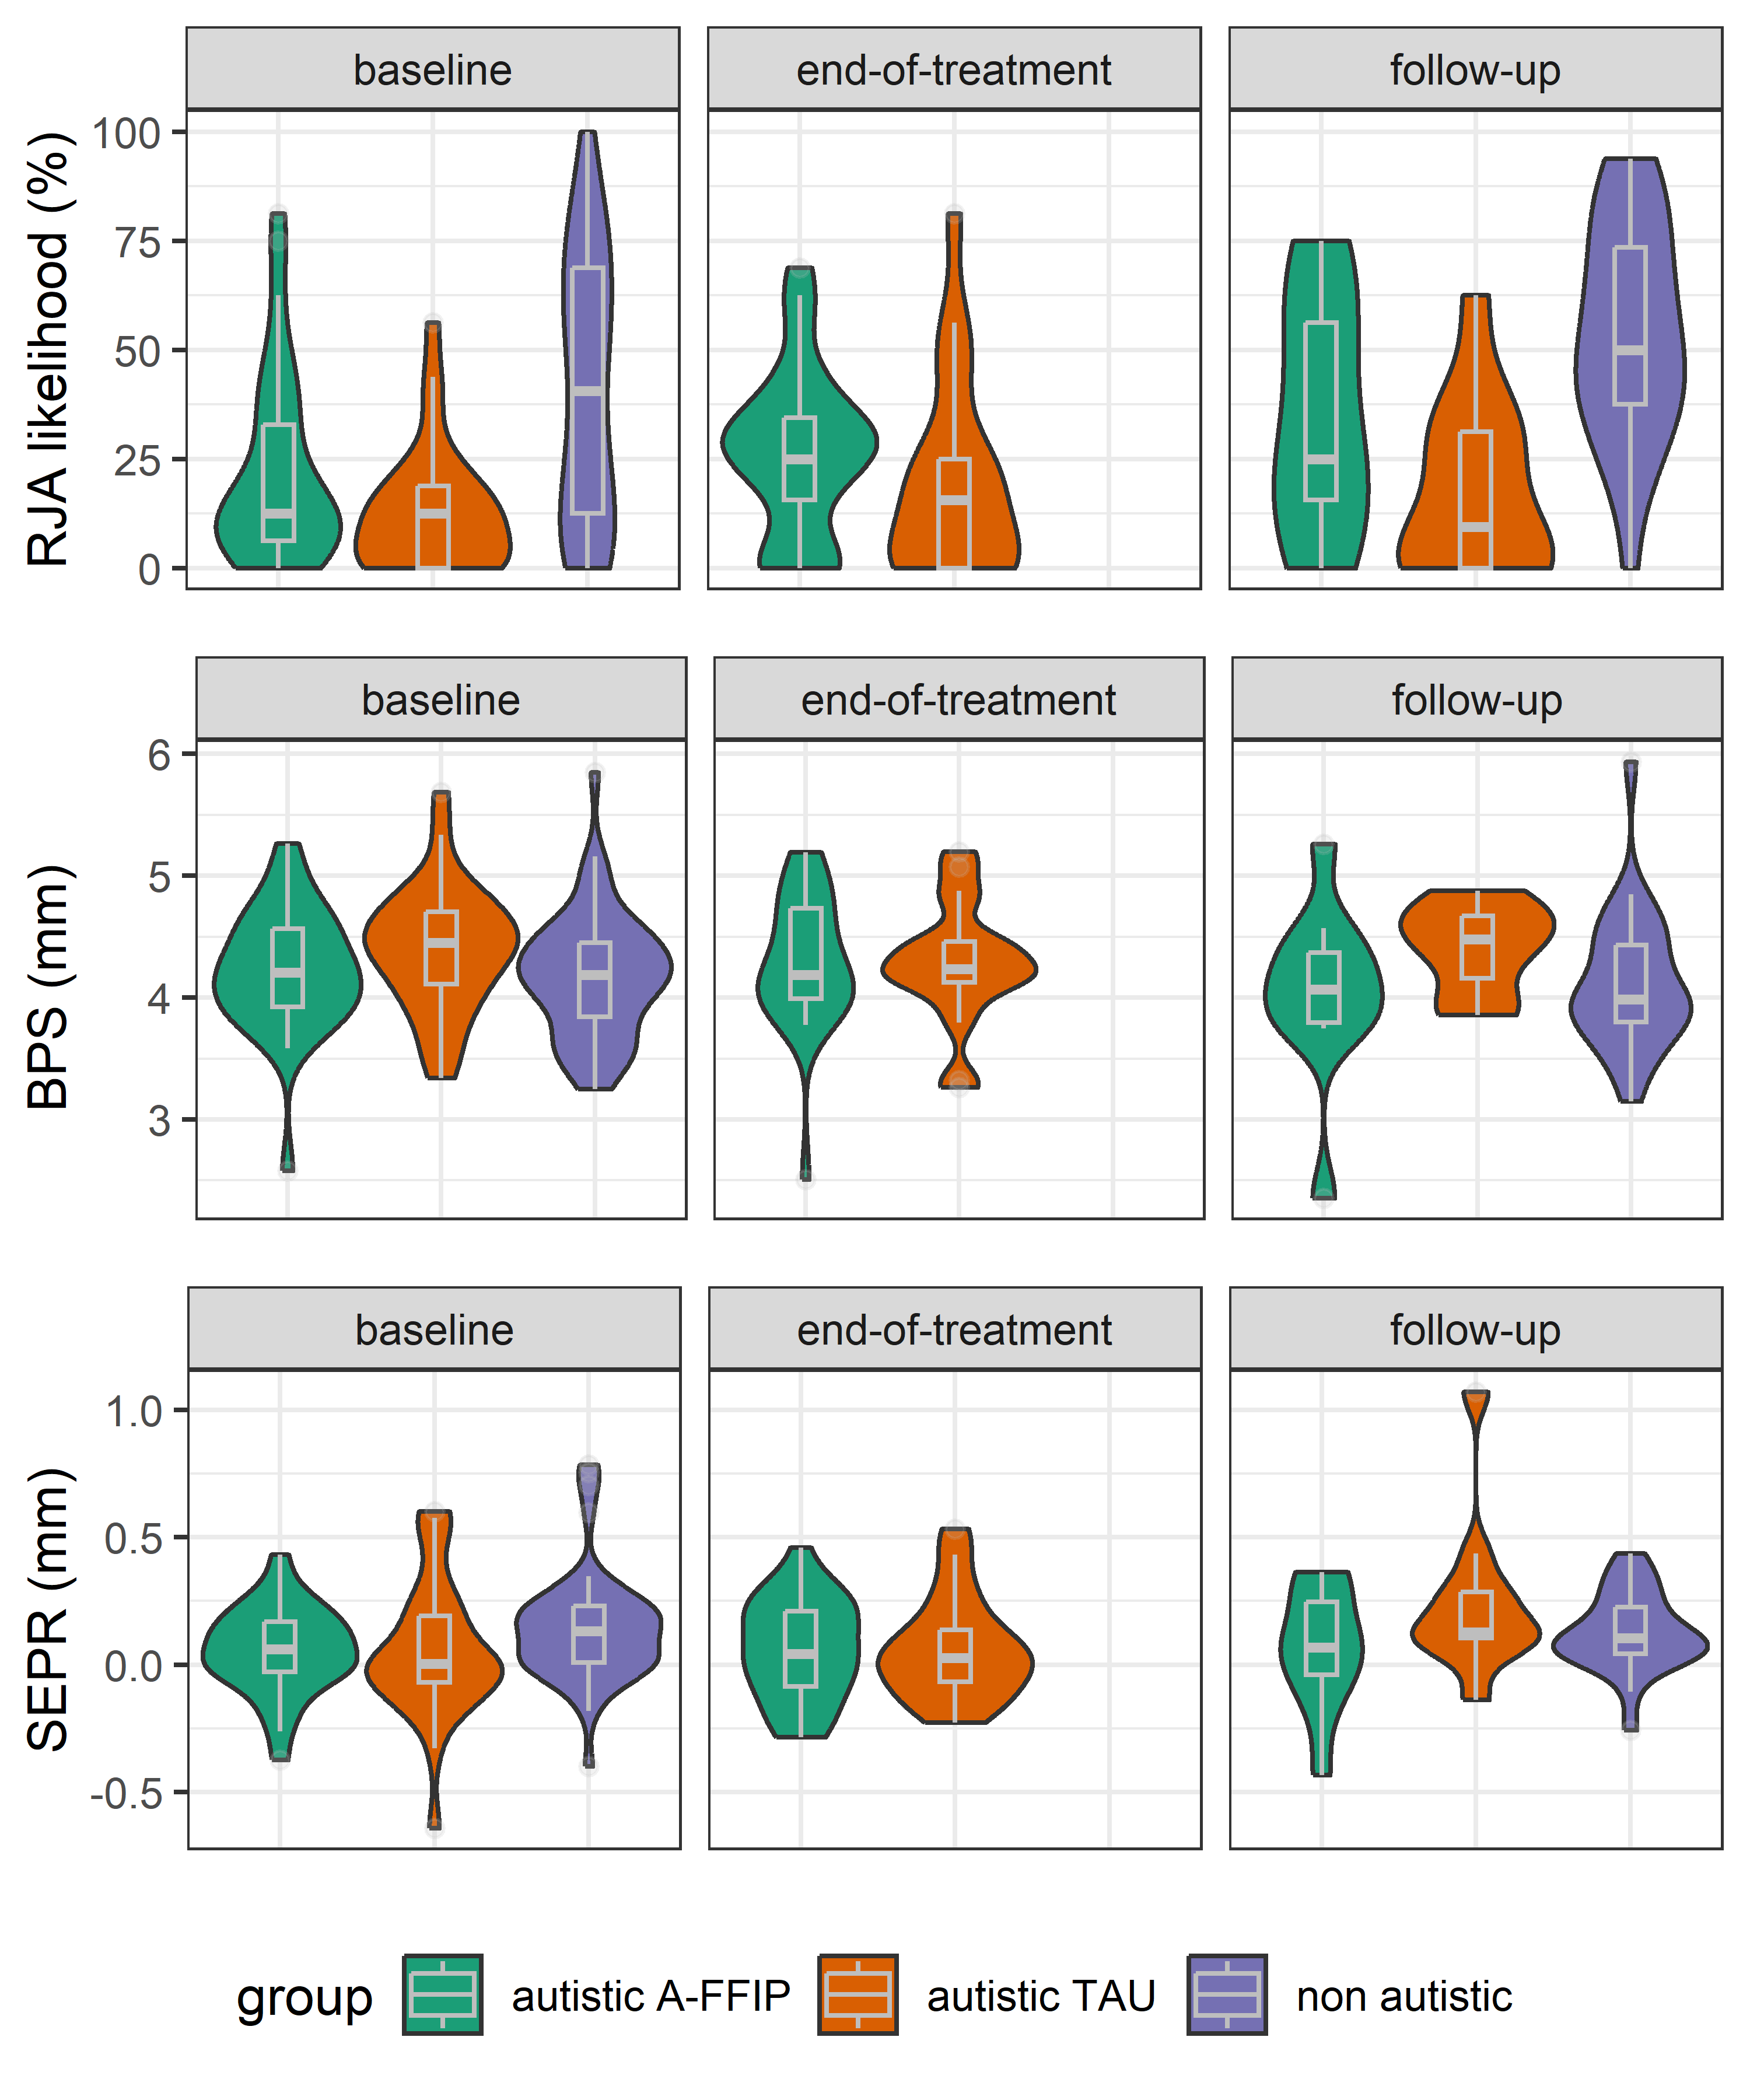 baseline end-of-treatment follow-up
RJA likelihood (%)
100
75
50
25
0
baseline end-of-treatment follow-up
BPS (mm)
6
5
4
3
baseline end-of-treatment follow-up
SEPR (mm)
1.0
0.5
0.0
-0.5
group autistic A-FFIP autistic TAU non autistic